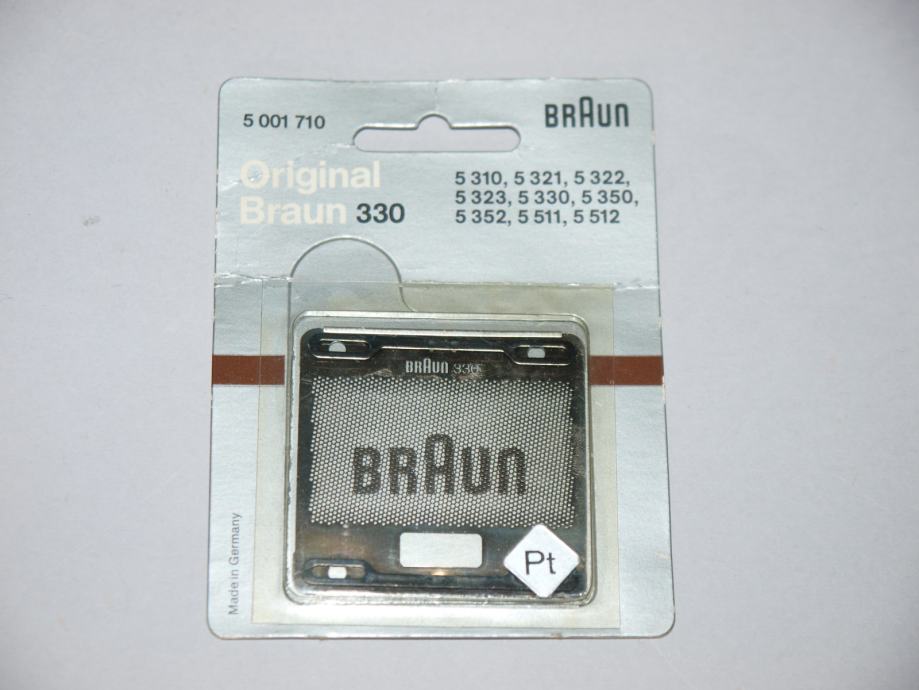 5 001 710
BRAUN
Original
Braun 330
5 310, 5 321, 5 322,
5 323, 5 330, 5 350,
5 352, 5 511, 5 512
BRAUN 330
BRAUN
Pt
Made in Germany